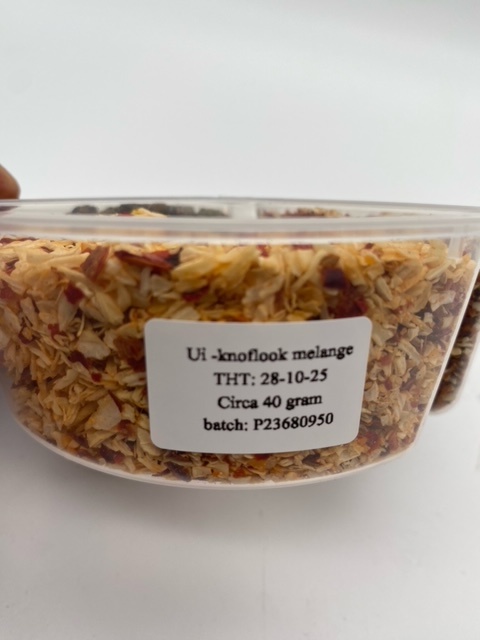 Ui -knoflook melange
THT: 28-10-25
Circa 40 gram
batch: P23680950